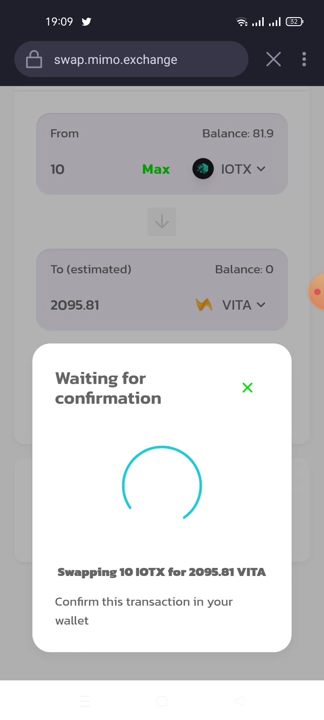 19:09
52
swap.mimo.exchange
From
Balance: 81.9
10
Max
IOTX
To (estimated)
Balance: 0
2095.81
VITA
Waiting for
confirmation
Swapping 10 IOTX for 2095.81 VITA
Confirm this transaction in your
wallet